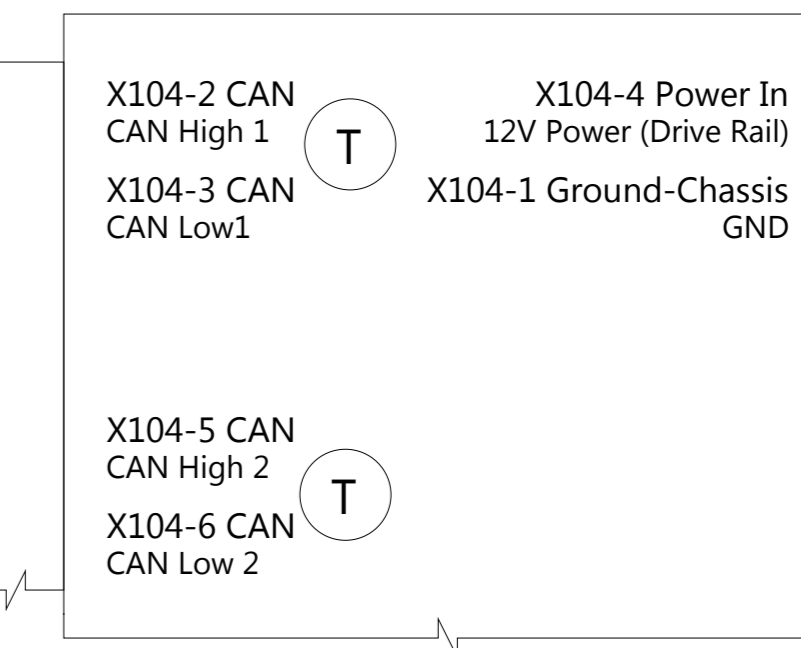 X104-2 CAN
CAN High 1
T
X104-3 CAN
CAN Low1
X104-4 Power In
12V Power (Drive Rail)
X104-1 Ground-Chassis
GND
X104-5 CAN
CAN High 2
T
X104-6 CAN
CAN Low 2